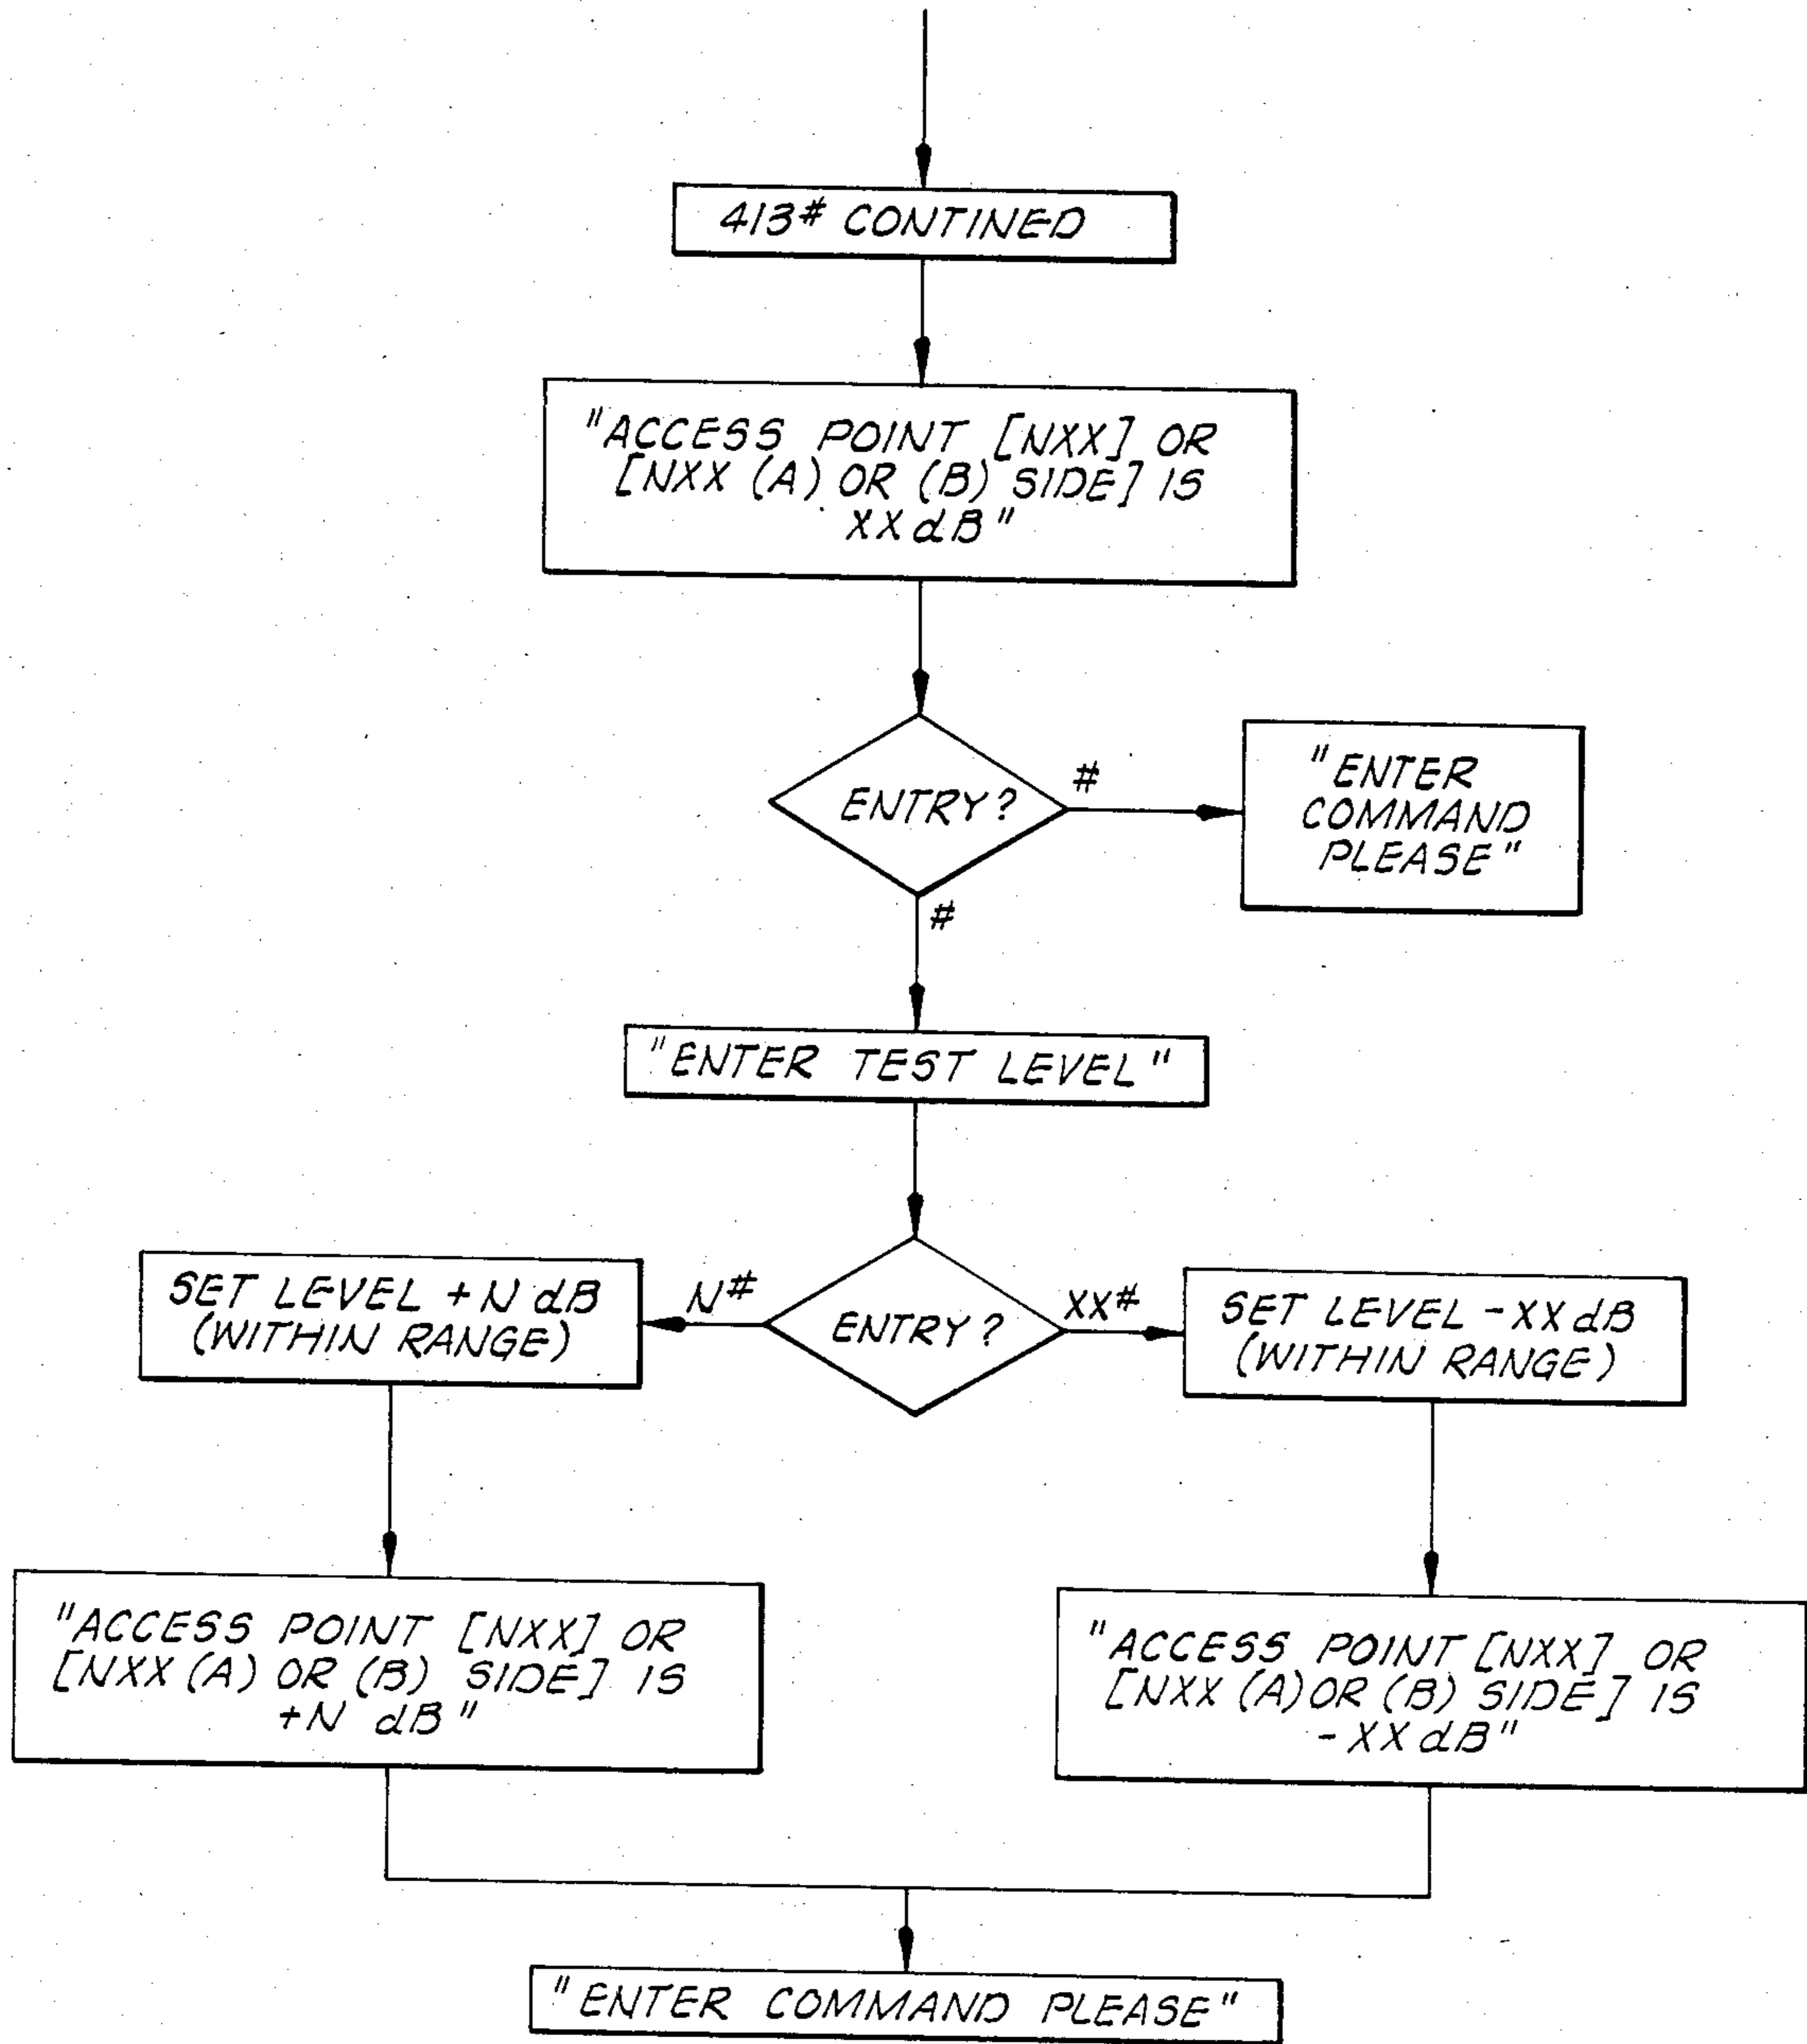 413# CONTINED
"ACCESS POINT [NXX] OR
[NXX (A) OR (B) SIDE] IS
XX dB"
ENTRY?
#
"ENTER
COMMAND
PLEASE"
#
"ENTER TEST LEVEL"
SET LEVEL +N dB
(WITHIN RANGE)
N#
ENTRY?
XX#
SET LEVEL -XX dB
(WITHIN RANGE)
"ACCESS POINT [NXX] OR
[NXX (A) OR (B) SIDE] IS
+N dB"
"ACCESS POINT [NXX] OR
[NXX (A) OR (B) SIDE] IS
-XX dB"
"ENTER COMMAND PLEASE"